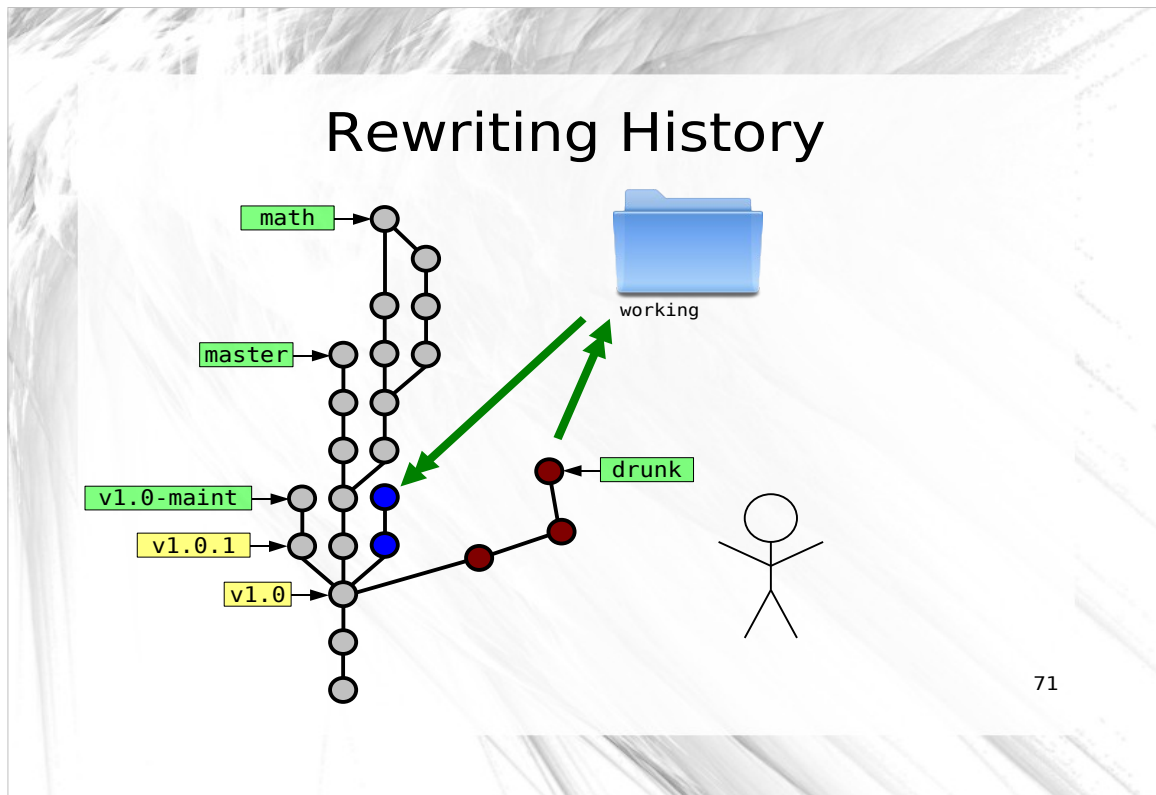 Rewriting History
math
working
master
drunk
v1.0-maint
v1.0.1
v1.0
71